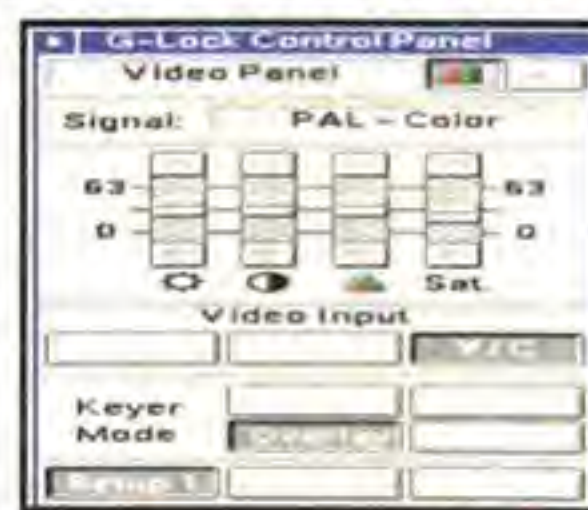 G-Lock Control Panel
Video Panel
Signal: PAL - Color
63 63
0 0
Sat.
Video Input
Y/C
Keyer
Mode